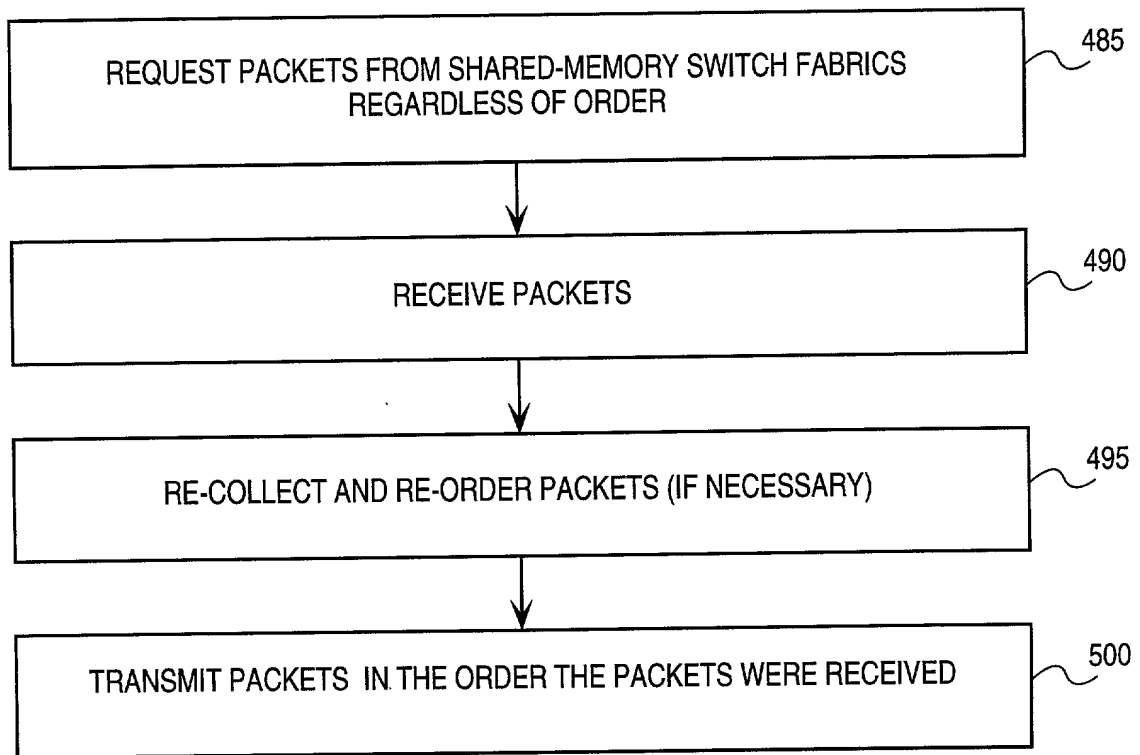 REQUEST PACKETS FROM SHARED-MEMORY SWITCH FABRICS
REGARDLESS OF ORDER
485
RECEIVE PACKETS
490
RE-COLLECT AND RE-ORDER PACKETS (IF NECESSARY)
495
TRANSMIT PACKETS IN THE ORDER THE PACKETS WERE RECEIVED
500